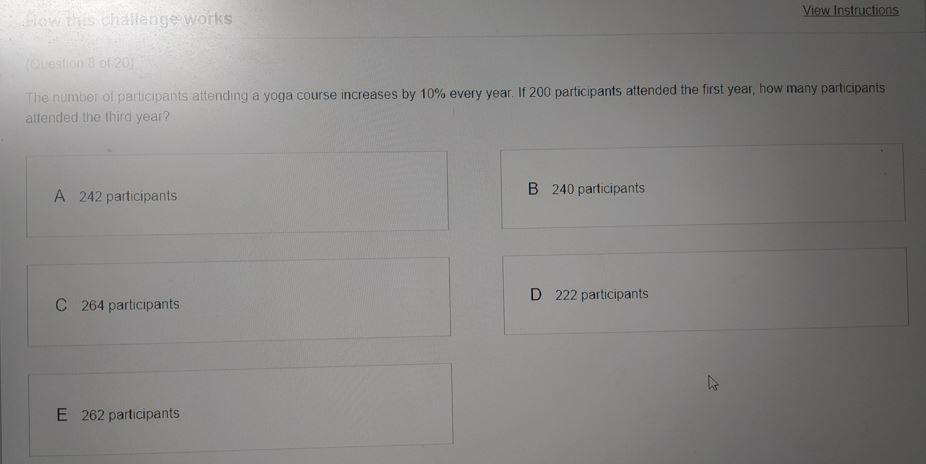 How this challenge works
View Instructions
(Question 8 of 20)
The number of participants attending a yoga course increases by 10% every year. If 200 participants attended the first year, how many participants
attended the third year?
A 242 participants
B 240 participants
C 264 participants
D 222 participants
E 262 participants